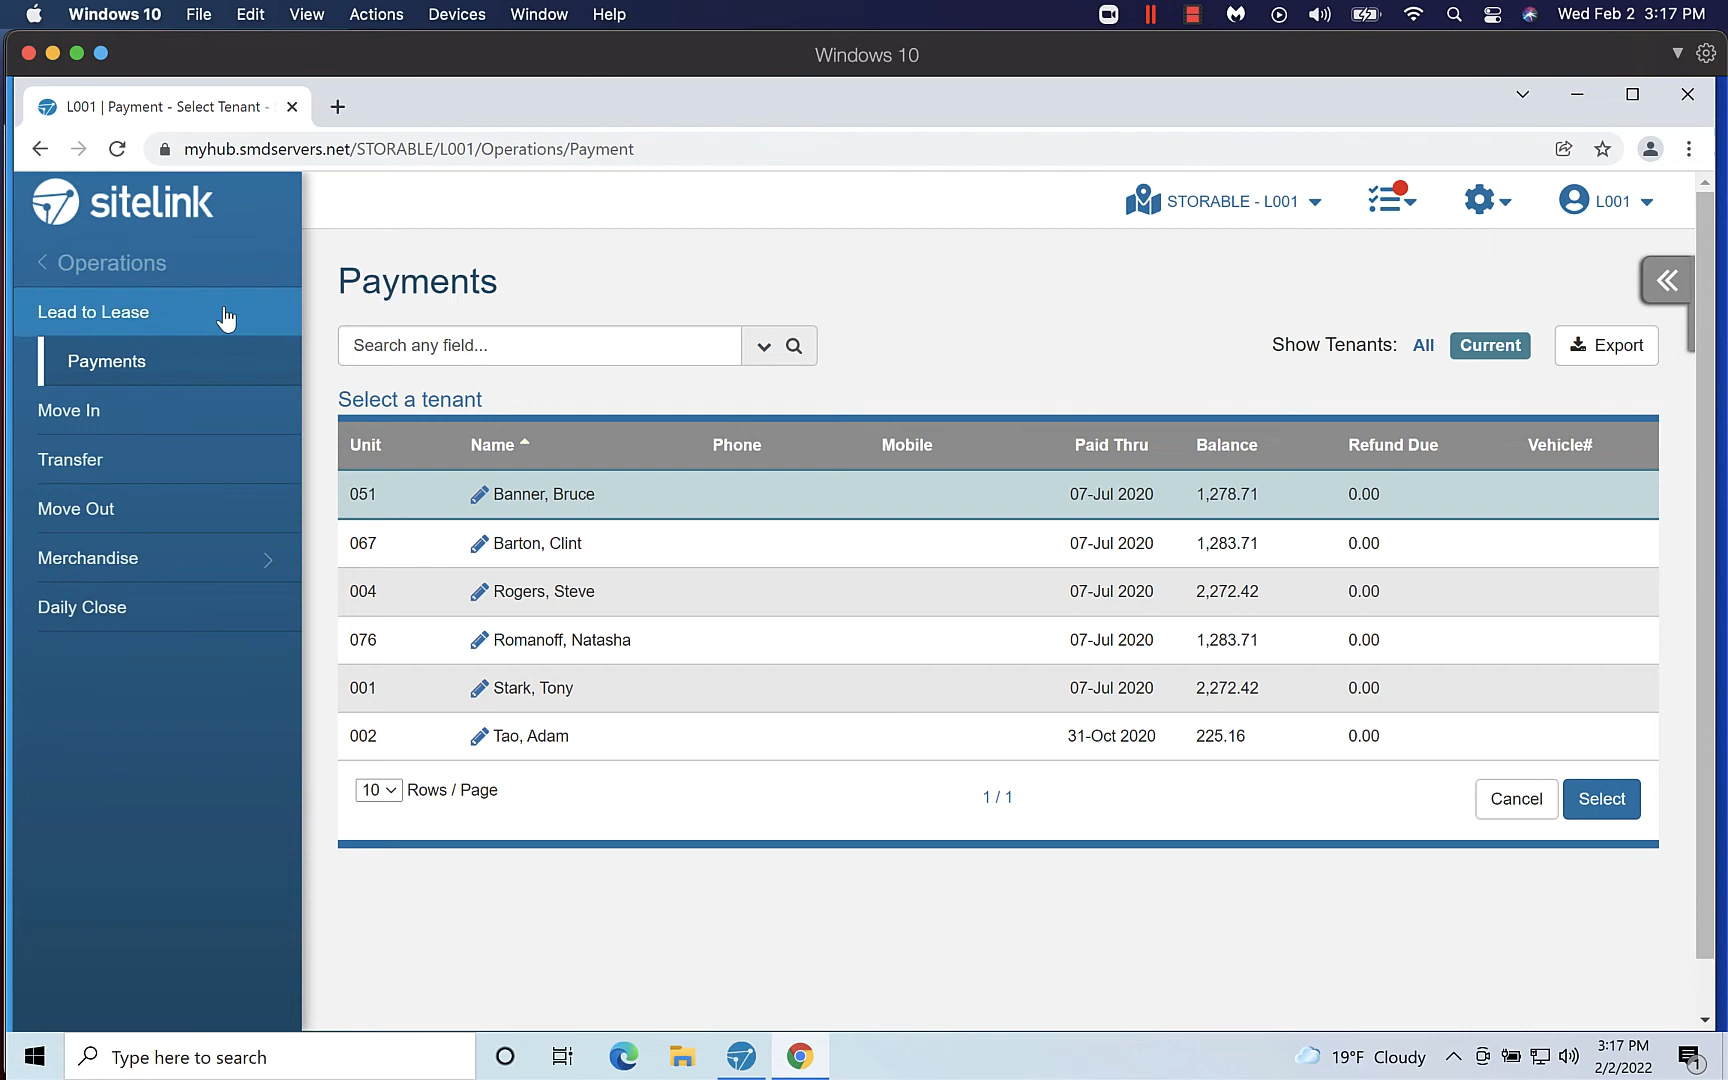 Windows 10 File Edit View Actions Devices Window Help Wed Feb 2 3:17 PM
Windows 10
L001 | Payment - Select Tenant -
myhub.smdservers.net/STORABLE/L001/Operations/Payment
sitelink
STORABLE - L001
L001
Operations
Lead to Lease
Payments
Move In
Transfer
Move Out
Merchandise
Daily Close
Payments
Search any field...
Show Tenants: All Current Export
Select a tenant
Unit Name Phone Mobile Paid Thru Balance Refund Due Vehicle#
051 Banner, Bruce 07-Jul 2020 1,278.71 0.00
067 Barton, Clint 07-Jul 2020 1,283.71 0.00
004 Rogers, Steve 07-Jul 2020 2,272.42 0.00
076 Romanoff, Natasha 07-Jul 2020 1,283.71 0.00
001 Stark, Tony 07-Jul 2020 2,272.42 0.00
002 Tao, Adam 31-Oct 2020 225.16 0.00
10 Rows / Page
1 / 1
Cancel Select
Type here to search
19°F Cloudy
3:17 PM
2/2/2022
1